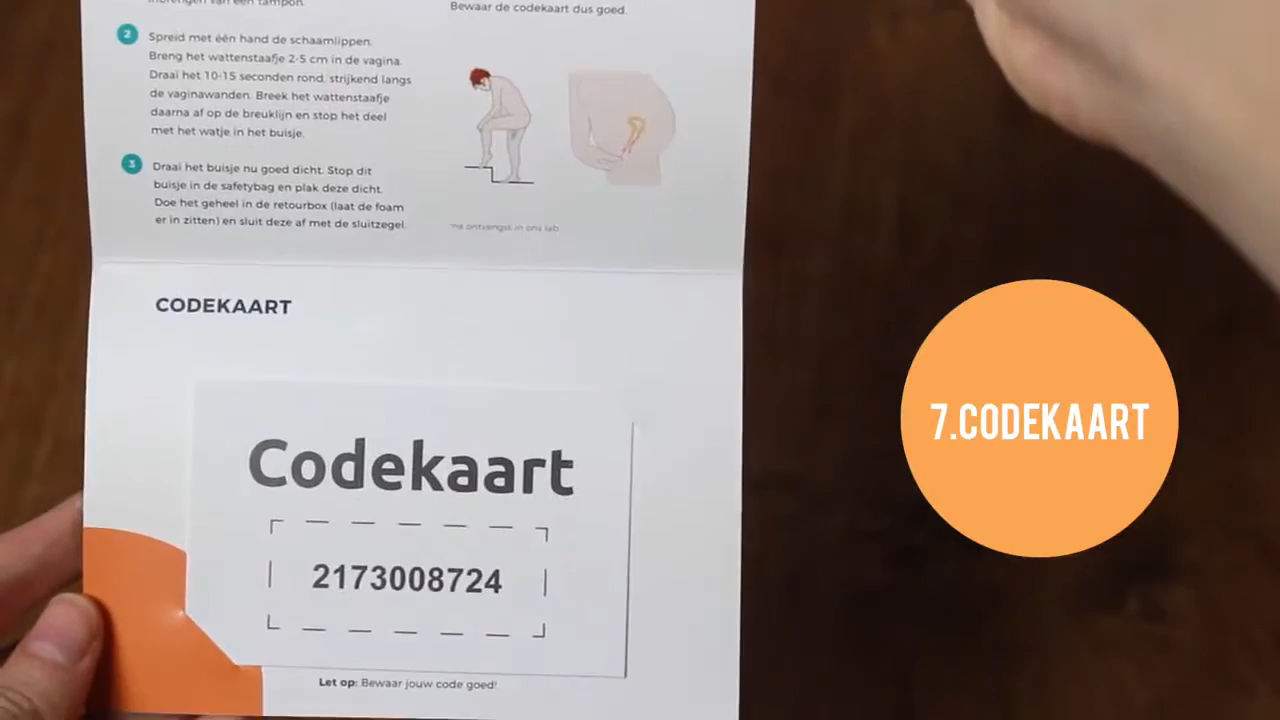 inbrengen van een tampon.
2 Spreid met één hand de schaamlippen.
Breng het wattenstaafje 2-5 cm in de vagina.
Draai het 10-15 seconden rond, strijkend langs
de vaginawanden. Breek het wattenstaafje
daarna af op de breuklijn en stop het deel
met het watje in het buisje.
3 Draai het buisje nu goed dicht. Stop dit
buisje in de safetybag en plak deze dicht.
Doe het geheel in de retourbox (laat de foam
er in zitten) en sluit deze af met de sluitzegel.
Bewaar de codekaart dus goed.
ontvangst in ons lab
CODEKAART
Codekaart
2173008724
Let op: Bewaar jouw code goed!
7.CODEKAART